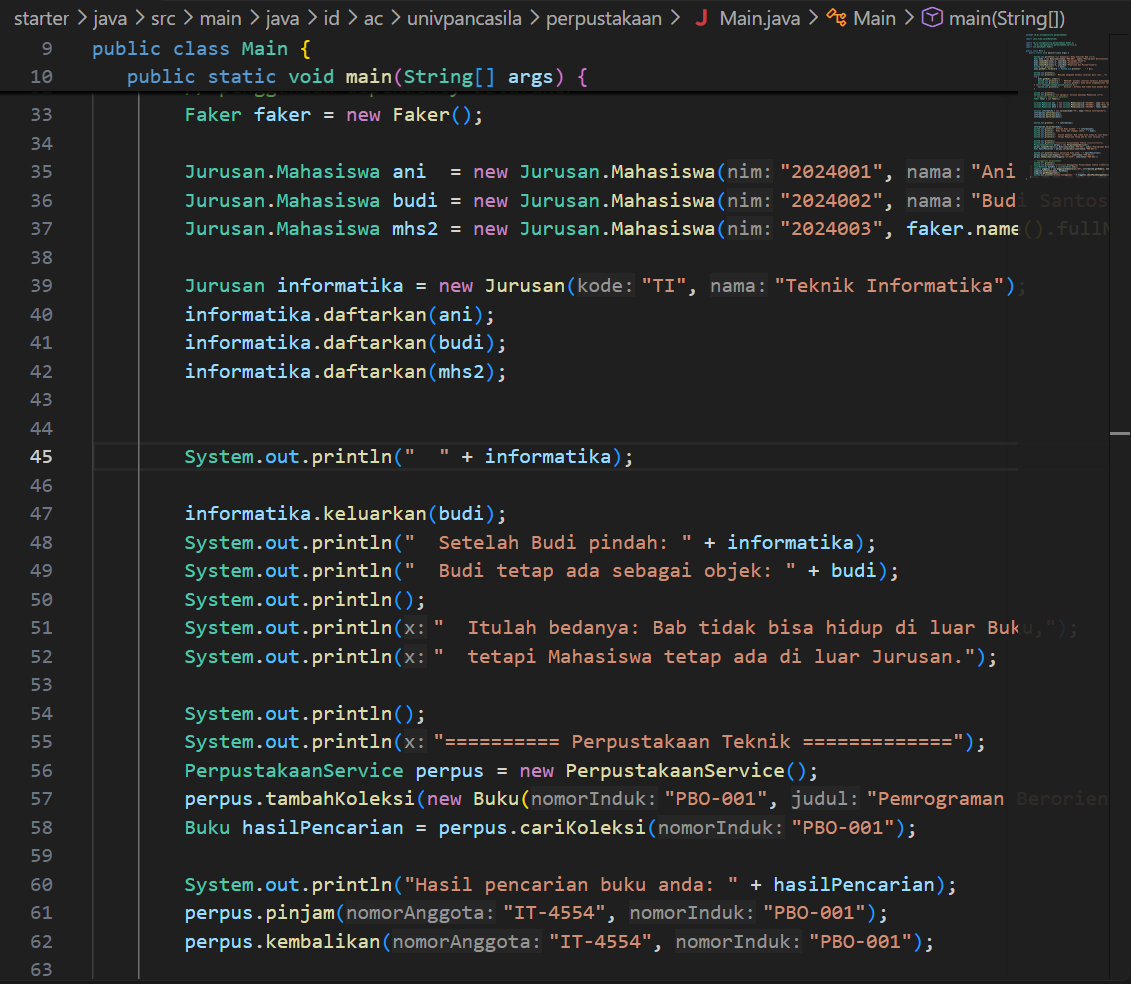 starter > java > src > main > java > id > ac > univpancasila > perpustakaan > J Main.java > Main > main(String[])
9 public class Main {
10 public static void main(String[] args) {
33 Faker faker = new Faker();
34
35 Jurusan.Mahasiswa ani  = new Jurusan.Mahasiswa(nim: "2024001", nama: "Ani
36 Jurusan.Mahasiswa budi = new Jurusan.Mahasiswa(nim: "2024002", nama: "Budi Santos
37 Jurusan.Mahasiswa mhs2 = new Jurusan.Mahasiswa(nim: "2024003", faker.name().fullN
38
39 Jurusan informatika = new Jurusan(kode: "TI", nama: "Teknik Informatika");
40 informatika.daftarkan(ani);
41 informatika.daftarkan(budi);
42 informatika.daftarkan(mhs2);
43
44
45 System.out.println("  " + informatika);
46
47 informatika.keluarkan(budi);
48 System.out.println("  Setelah Budi pindah: " + informatika);
49 System.out.println("  Budi tetap ada sebagai objek: " + budi);
50 System.out.println();
51 System.out.println(x: "  Itulah bedanya: Bab tidak bisa hidup di luar Buku,");
52 System.out.println(x: "  tetapi Mahasiswa tetap ada di luar Jurusan.");
53
54 System.out.println();
55 System.out.println(x: "========== Perpustakaan Teknik =============");
56 PerpustakaanService perpus = new PerpustakaanService();
57 perpus.tambahKoleksi(new Buku(nomorInduk: "PBO-001", judul: "Pemrograman Berorien
58 Buku hasilPencarian = perpus.cariKoleksi(nomorInduk: "PBO-001");
59
60 System.out.println("Hasil pencarian buku anda: " + hasilPencarian);
61 perpus.pinjam(nomorAnggota: "IT-4554", nomorInduk: "PBO-001");
62 perpus.kembalikan(nomorAnggota: "IT-4554", nomorInduk: "PBO-001");
63